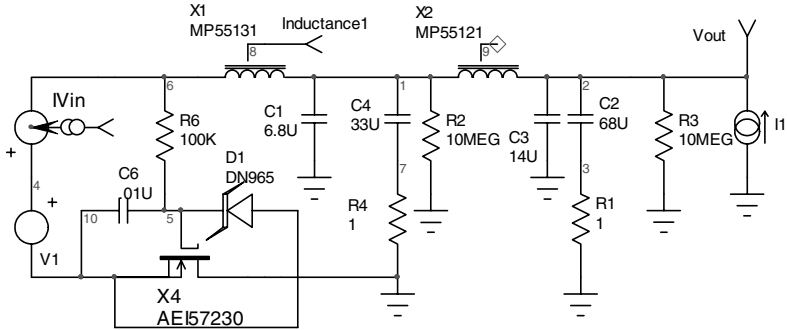 X1
MP55131
Inductance1
8
X2
MP55121
9
Vout
6
1
2
IVin
R6
100K
C1
6.8U
C4
33U
R2
10MEG
C3
14U
C2
68U
R3
10MEG
I1
+
4
+
V1
C6
.01U
D1
DN965
10
5
7
3
R4
1
R1
1
X4
AEI57230